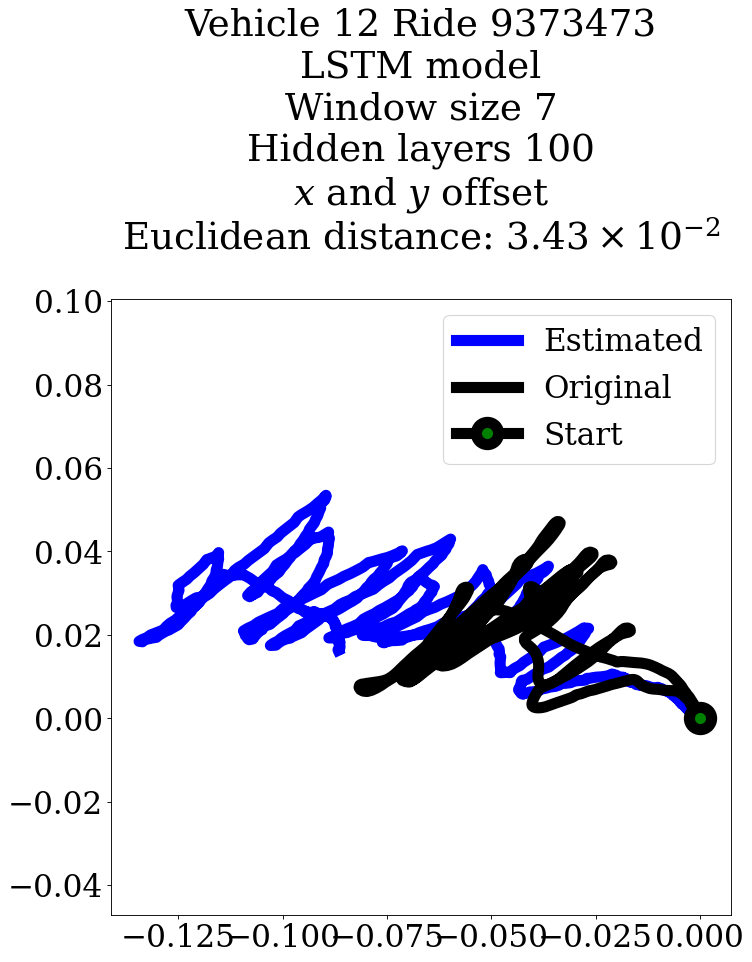 Vehicle 12 Ride 9373473
LSTM model
Window size 7
Hidden layers 100
x and y offset
Euclidean distance: 3.43 × 10⁻²
Estimated
Original
Start
0.10
0.08
0.06
0.04
0.02
0.00
−0.02
−0.04
−0.125 −0.100 −0.075 −0.050 −0.025 0.000